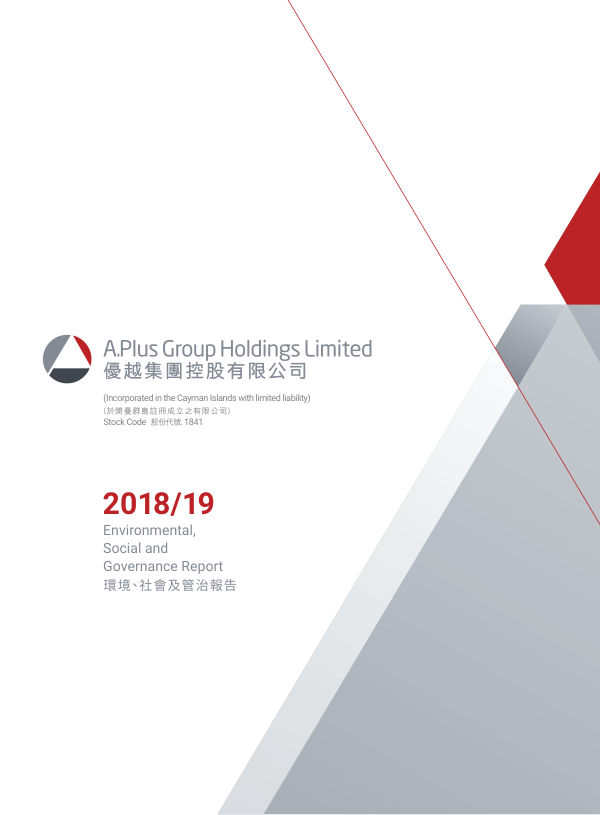 A.Plus Group Holdings Limited
優越集團控股有限公司
(Incorporated in the Cayman Islands with limited liability)
(於開曼群島註冊成立之有限公司)
Stock Code 股份代號: 1841
2018/19
Environmental,
Social and
Governance Report
環境、社會及管治報告